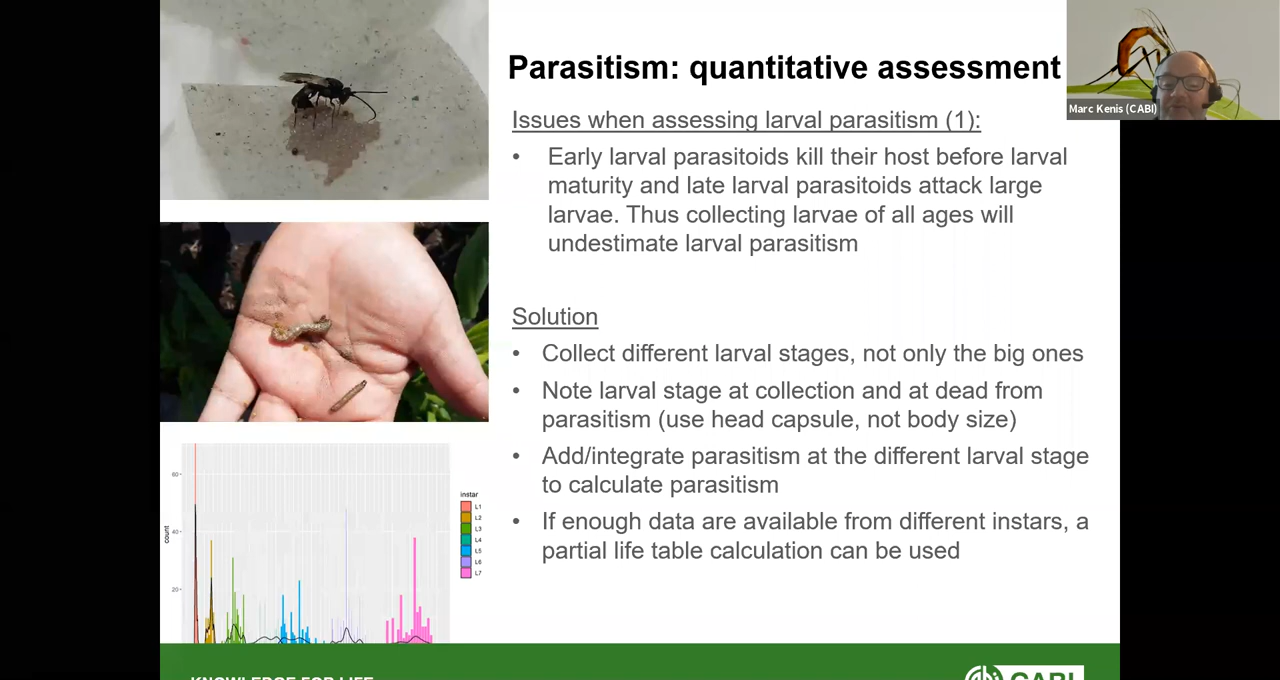 Parasitism: quantitative assessment
Marc Kenis (CABI)
Issues when assessing larval parasitism (1):
• Early larval parasitoids kill their host before larval
maturity and late larval parasitoids attack large
larvae. Thus collecting larvae of all ages will
undestimate larval parasitism
Solution
• Collect different larval stages, not only the big ones
• Note larval stage at collection and at dead from
parasitism (use head capsule, not body size)
• Add/integrate parasitism at the different larval stage
to calculate parasitism
• If enough data are available from different instars, a
partial life table calculation can be used
60
40
20
count
instar
L1
L2
L3
L4
L5
L6
L7
KNOWLEDGE FOR LIFE
CABI